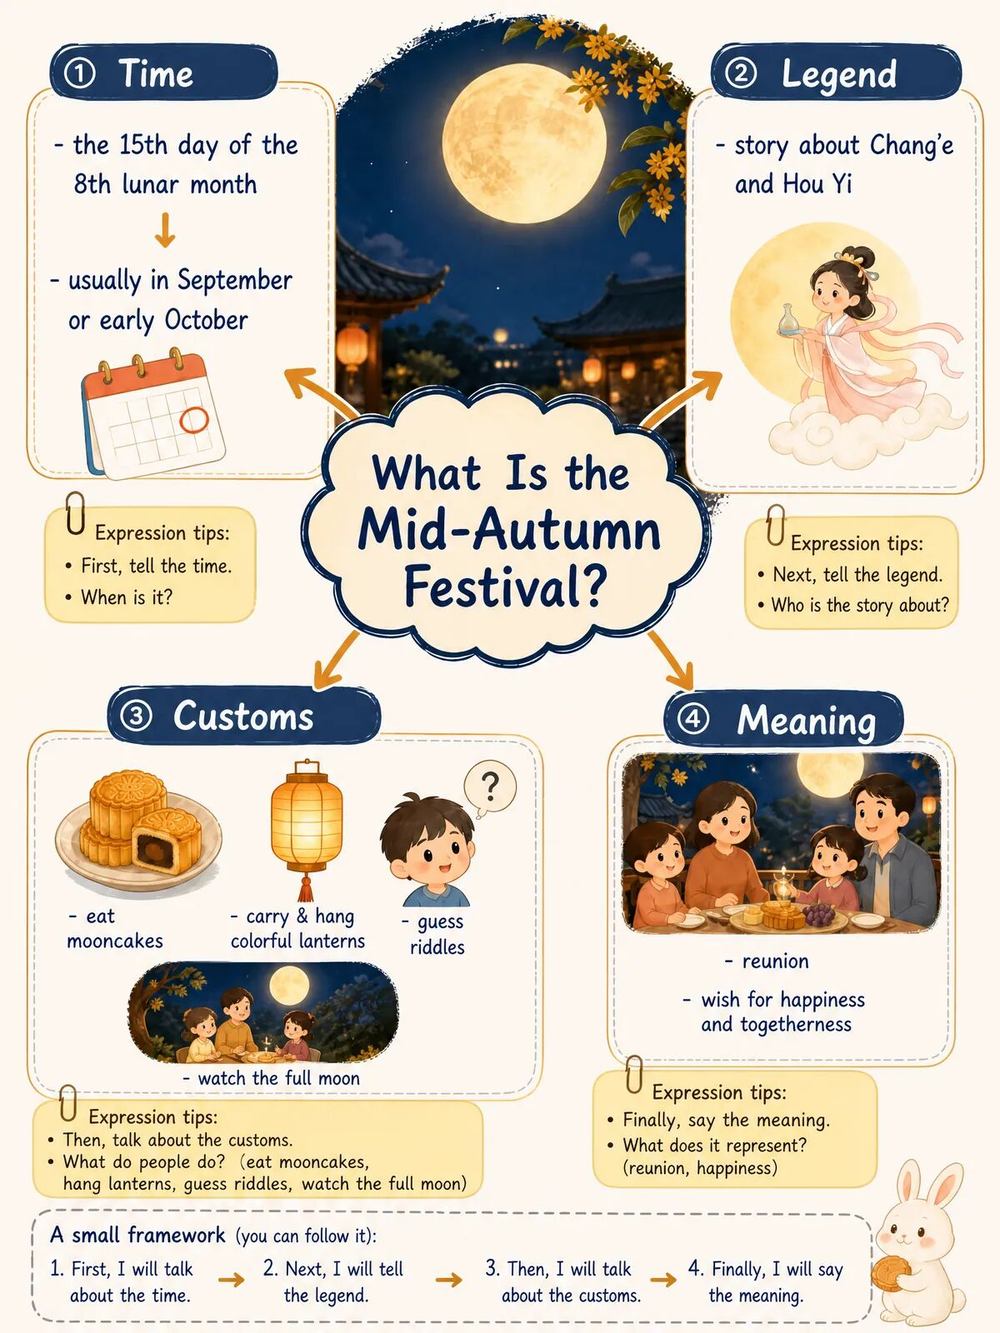 What Is the
Mid-Autumn
Festival?
① Time
- the 15th day of the
8th lunar month
- usually in September
or early October
Expression tips:
• First, tell the time.
• When is it?
② Legend
- story about Chang'e
and Hou Yi
Expression tips:
• Next, tell the legend.
• Who is the story about?
③ Customs
?
- eat
mooncakes
- carry & hang
colorful lanterns
- guess
riddles
- watch the full moon
Expression tips:
• Then, talk about the customs.
• What do people do? (eat mooncakes,
hang lanterns, guess riddles, watch the full moon)
④ Meaning
- reunion
- wish for happiness
and togetherness
Expression tips:
• Finally, say the meaning.
• What does it represent?
(reunion, happiness)
A small framework (you can follow it):
1. First, I will talk
about the time.
2. Next, I will tell
the legend.
3. Then, I will talk
about the customs.
4. Finally, I will say
the meaning.